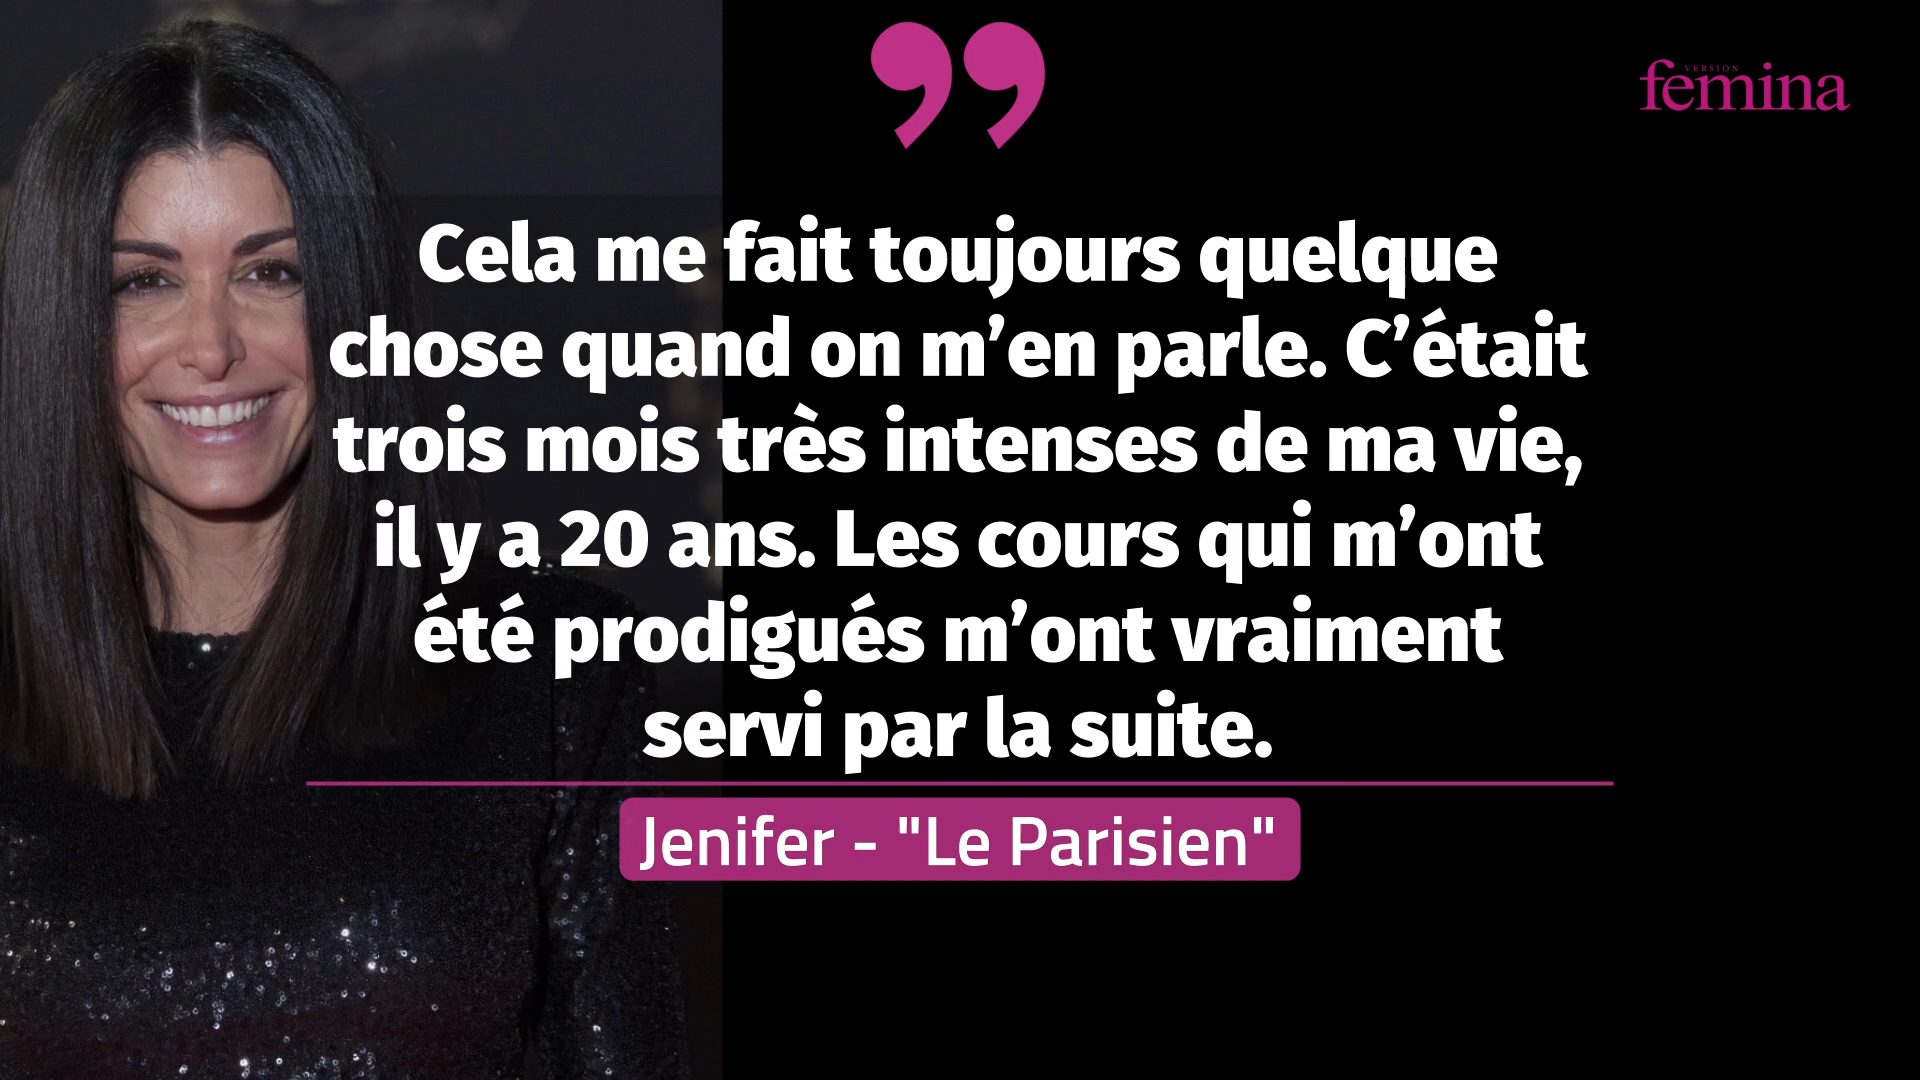 VERSION
femina
Cela me fait toujours quelque
chose quand on m’en parle. C’était
trois mois très intenses de ma vie,
il y a 20 ans. Les cours qui m’ont
été prodigués m’ont vraiment
servi par la suite.
Jenifer - "Le Parisien"